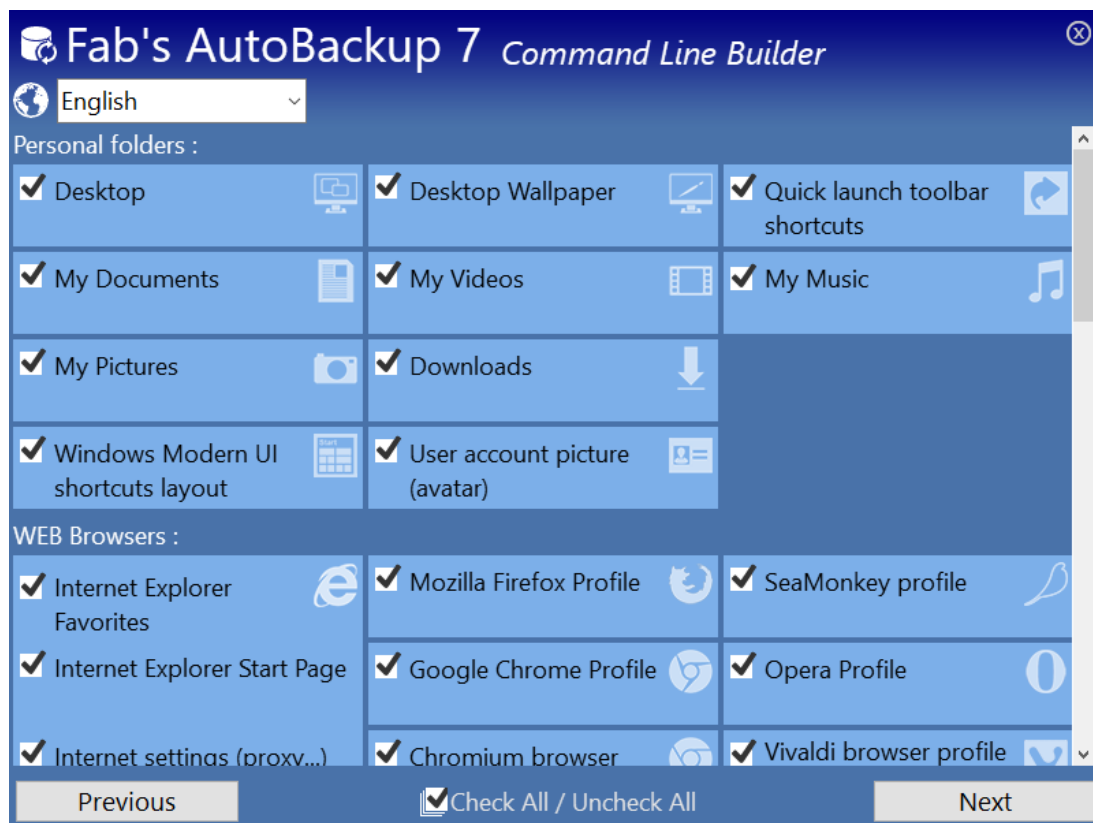 Fab's AutoBackup 7 Command Line Builder
English
Personal folders :
Desktop
Desktop Wallpaper
Quick launch toolbar
shortcuts
My Documents
My Videos
My Music
My Pictures
Downloads
Windows Modern UI
shortcuts layout
Start
User account picture
(avatar)
WEB Browsers :
Internet Explorer
Favorites
Mozilla Firefox Profile
SeaMonkey profile
Internet Explorer Start Page
Google Chrome Profile
Opera Profile
Internet settings (proxy...)
Chromium browser
Vivaldi browser profile
Previous
Check All / Uncheck All
Next